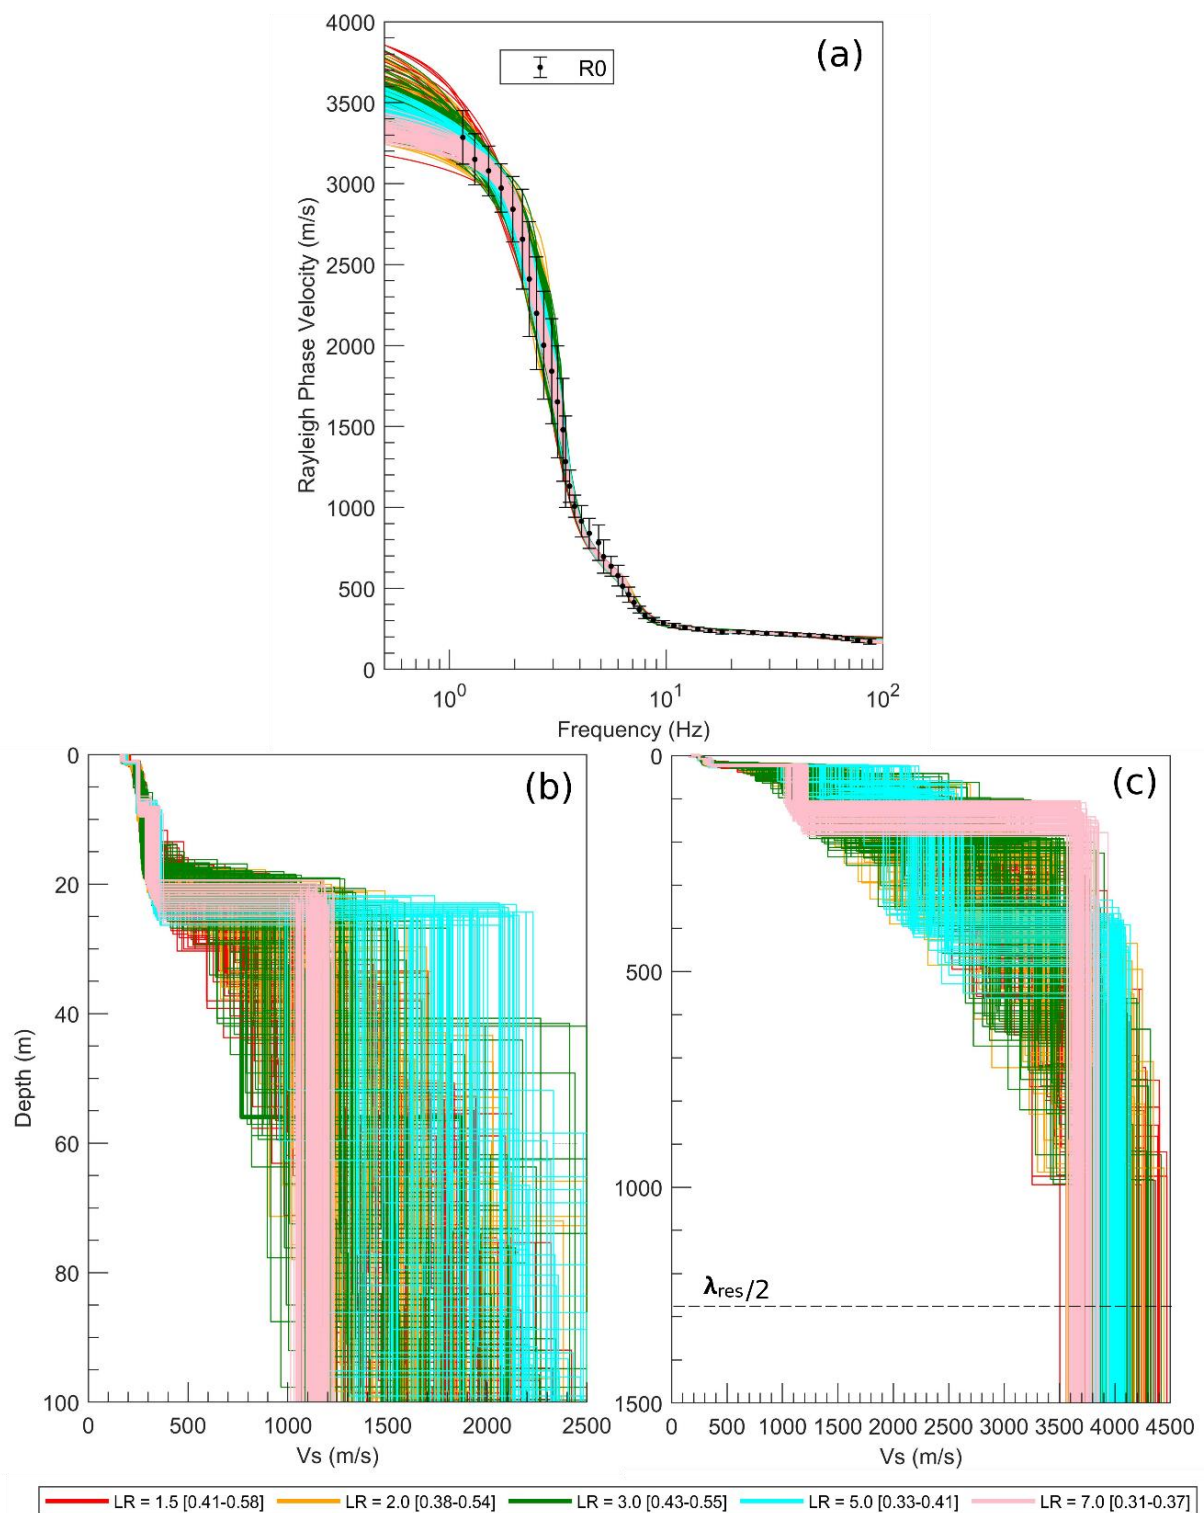 (a)
R0
4000
3500
3000
2500
2000
1500
1000
500
0
Rayleigh Phase Velocity (m/s)
10^0 10^1 10^2
Frequency (Hz)
(b)
0
20
40
60
80
100
Depth (m)
0 500 1000 1500 2000 2500
Vs (m/s)
(c)
0
500
1000
1500
λres/2
0 500 1000 1500 2000 2500 3000 3500 4000 4500
Vs (m/s)
LR = 1.5 [0.41-0.58] LR = 2.0 [0.38-0.54] LR = 3.0 [0.43-0.55] LR = 5.0 [0.33-0.41] LR = 7.0 [0.31-0.37]